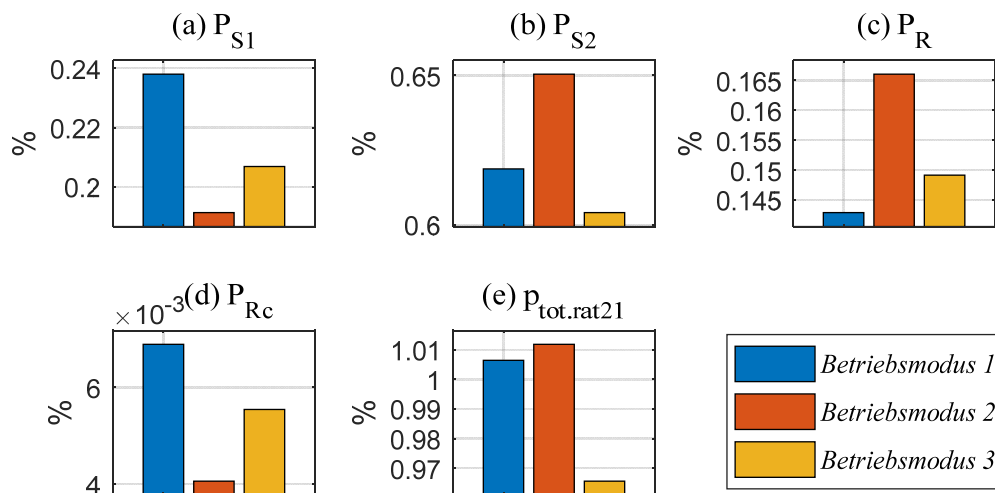 (a) P_S1
(b) P_S2
(c) P_R
0.24
0.22
0.2
%
0.65
0.6
%
0.165
0.16
0.155
0.15
0.145
%
× 10^-3
(d) P_Rc
(e) p_tot.rat21
6
4
%
1.01
1
0.99
0.98
0.97
%
Betriebsmodus 1
Betriebsmodus 2
Betriebsmodus 3